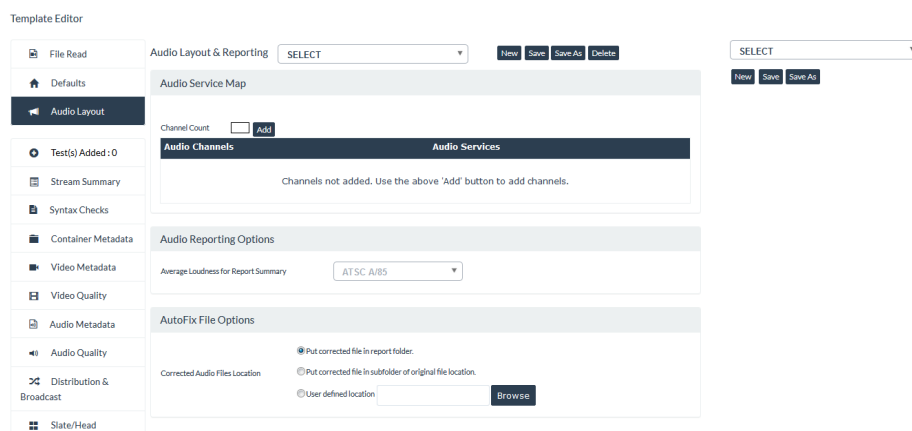 Template Editor
File Read
Defaults
Audio Layout
Test(s) Added : 0
Stream Summary
Syntax Checks
Container Metadata
Video Metadata
Video Quality
Audio Metadata
Audio Quality
Distribution &
Broadcast
Slate/Head
Audio Layout & Reporting SELECT New Save Save As Delete
Audio Service Map
Channel Count Add
Audio Channels Audio Services
Channels not added. Use the above 'Add' button to add channels.
Audio Reporting Options
Average Loudness for Report Summary ATSC A/85
AutoFix File Options
Corrected Audio Files Location
Put corrected file in report folder.
Put corrected file in subfolder of original file location.
User defined location Browse
SELECT
New Save Save As